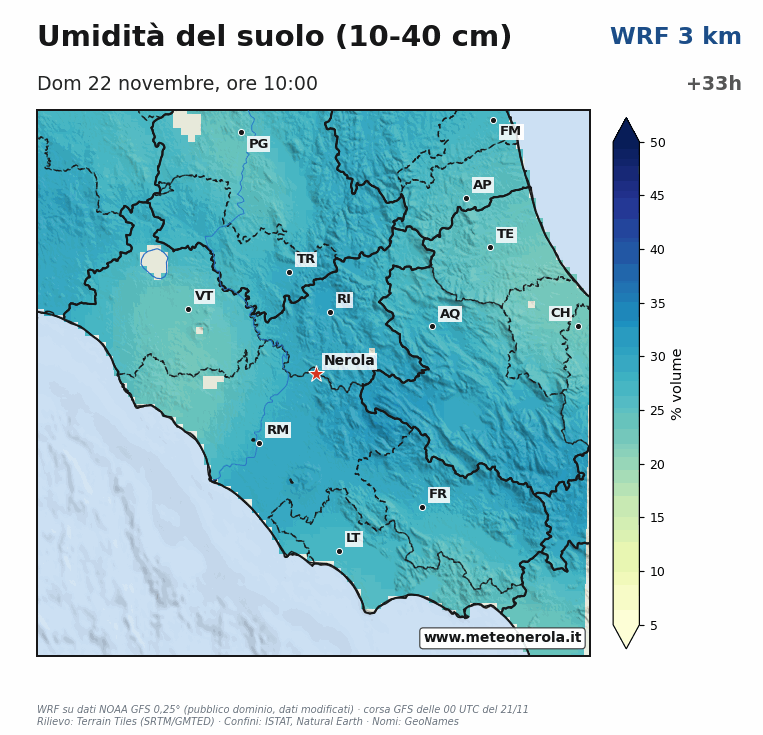 Umidità del suolo (10-40 cm)
WRF 3 km
Dom 22 novembre, ore 10:00
+33h
FM
PG
AP
TE
TR
VT
RI
AQ
CH
Nerola
RM
FR
LT
www.meteonerola.it
50
45
40
35
30
25
20
15
10
5
% volume
WRF su dati NOAA GFS 0,25° (pubblico dominio, dati modificati) · corsa GFS delle 00 UTC del 21/11
Rilievo: Terrain Tiles (SRTM/GMTED) · Confini: ISTAT, Natural Earth · Nomi: GeoNames